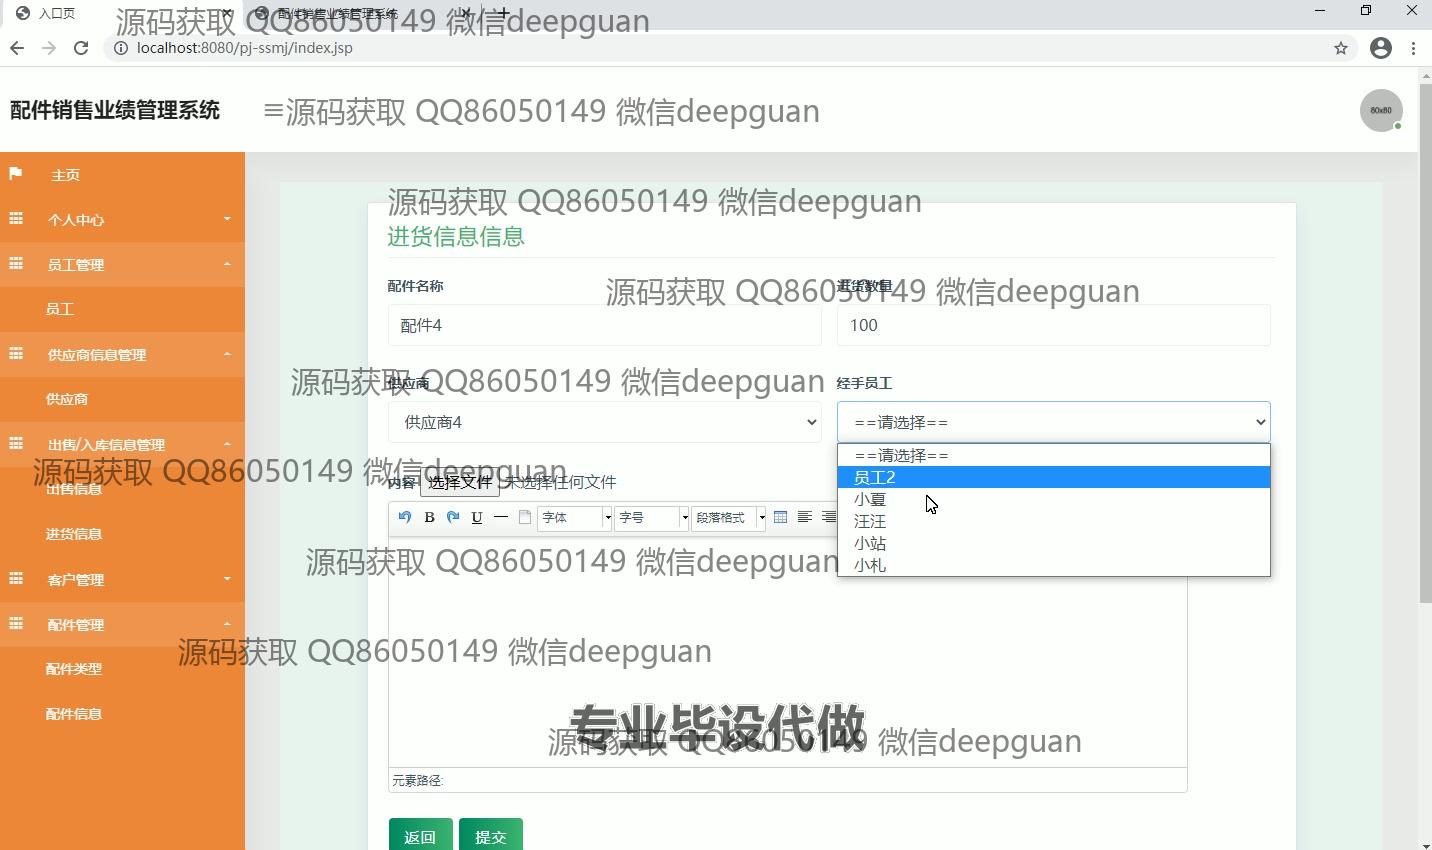 入口页
配件销售业绩管理系统
源码获取 QQ86050149 微信deepguan
localhost:8080/pj-ssmj/index.jsp
配件销售业绩管理系统
源码获取 QQ86050149 微信deepguan
80x80
主页
个人中心
员工管理
员工
供应商信息管理
供应商
出售/入库信息管理
出售信息
进货信息
客户管理
配件管理
配件类型
配件信息
源码获取 QQ86050149 微信deepguan
进货信息信息
配件名称
进货数量
源码获取 QQ86050149 微信deepguan
配件4
100
供应商
源码获取 QQ86050149 微信deepguan
经手员工
供应商4
==请选择==
==请选择==
员工2
小夏
汪汪
小站
小札
源码获取 QQ86050149 微信deepguan
内容 选择文件 未选择任何文件
B U 字体 字号 段落格式
源码获取 QQ86050149 微信deepguan
源码获取 QQ86050149 微信deepguan
专业毕设代做
源码获取 QQ86050149 微信deepguan
元素路径:
返回 提交